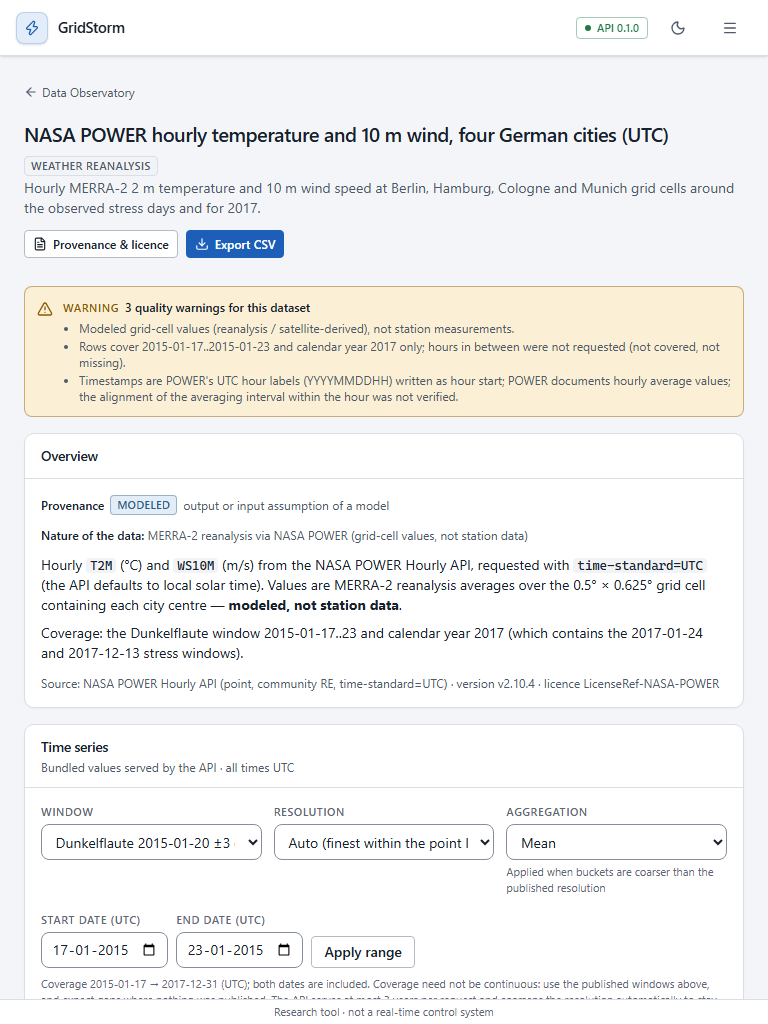 GridStorm
API 0.1.0
Data Observatory
NASA POWER hourly temperature and 10 m wind, four German cities (UTC)
WEATHER REANALYSIS
Hourly MERRA-2 2 m temperature and 10 m wind speed at Berlin, Hamburg, Cologne and Munich grid cells around
the observed stress days and for 2017.
Provenance & licence
Export CSV
WARNING 3 quality warnings for this dataset
• Modeled grid-cell values (reanalysis / satellite-derived), not station measurements.
• Rows cover 2015-01-17..2015-01-23 and calendar year 2017 only; hours in between were not requested (not covered, not
missing).
• Timestamps are POWER's UTC hour labels (YYYYMMDDHH) written as hour start; POWER documents hourly average values;
the alignment of the averaging interval within the hour was not verified.
Overview
Provenance MODELED output or input assumption of a model
Nature of the data: MERRA-2 reanalysis via NASA POWER (grid-cell values, not station data)
Hourly T2M (°C) and WS10M (m/s) from the NASA POWER Hourly API, requested with time-standard=UTC
(the API defaults to local solar time). Values are MERRA-2 reanalysis averages over the 0.5° × 0.625° grid cell
containing each city centre — modeled, not station data.
Coverage: the Dunkelflaute window 2015-01-17..23 and calendar year 2017 (which contains the 2017-01-24
and 2017-12-13 stress windows).
Source: NASA POWER Hourly API (point, community RE, time-standard=UTC) · version v2.10.4 · licence LicenseRef-NASA-POWER
Time series
Bundled values served by the API · all times UTC
WINDOW
RESOLUTION
AGGREGATION
Dunkelflaute 2015-01-20 ±3
Auto (finest within the point
Mean
Applied when buckets are coarser than the
published resolution
START DATE (UTC)
END DATE (UTC)
17-01-2015
23-01-2015
Apply range
Coverage 2015-01-17 → 2017-12-31 (UTC); both dates are included. Coverage need not be continuous: use the published windows above,
Research tool · not a real-time control system